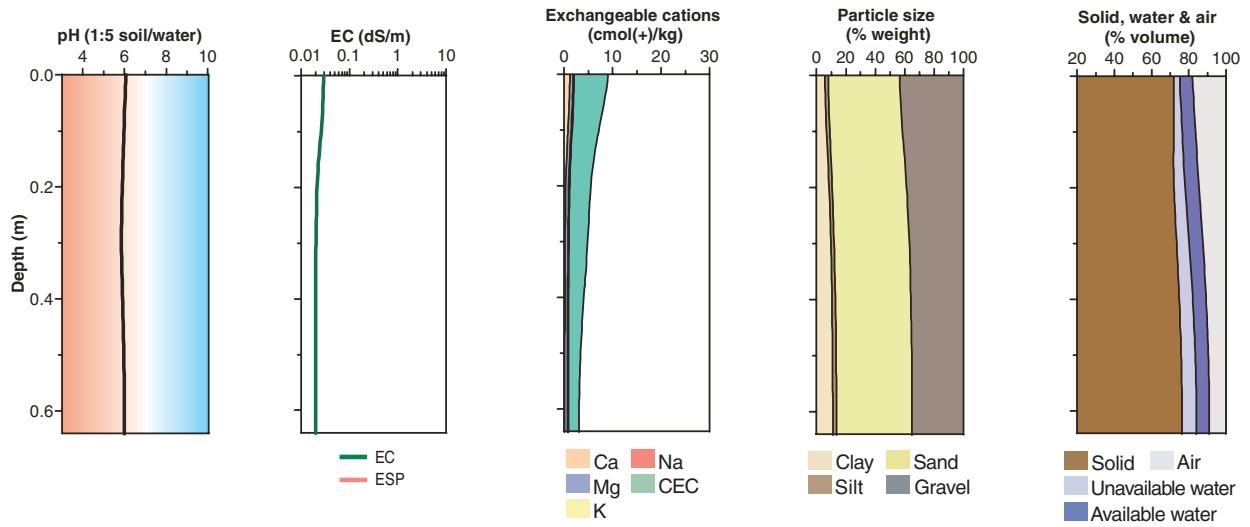 pH (1:5 soil/water)
4 6 8 10
EC (dS/m)
0.01 0.1 1 10
Exchangeable cations
(cmol(+)/kg)
0 10 20 30
Particle size
(% weight)
0 20 40 60 80 100
Solid, water & air
(% volume)
20 40 60 80 100
Depth (m)
0.0
0.2
0.4
0.6
EC
ESP
Ca Na
Mg CEC
K
Clay Sand
Silt Gravel
Solid Air
Unavailable water
Available water